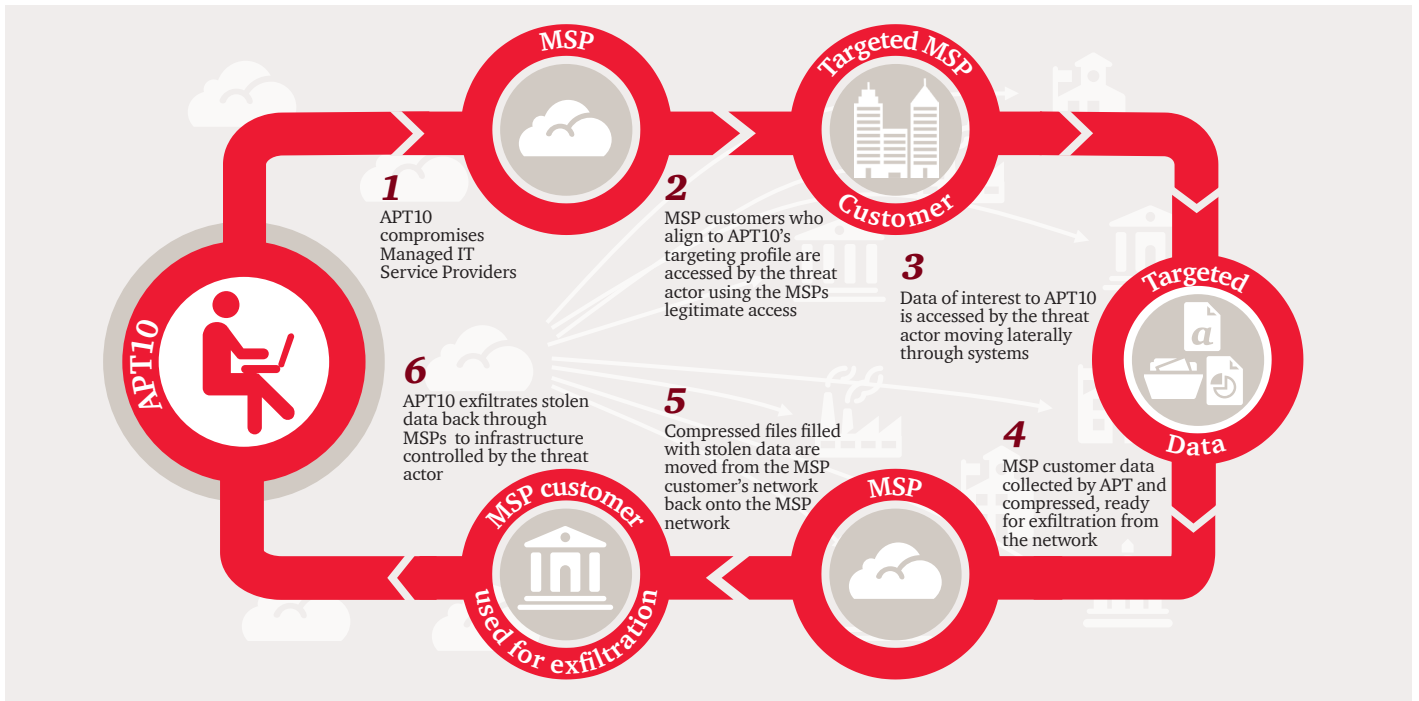 MSP
Targeted MSP
Customer
1
APT10
compromises
Managed IT
Service Providers
2
MSP customers who
align to APT10’s
targeting profile are
accessed by the threat
actor using the MSPs
legitimate access
3
Data of interest to APT10
is accessed by the threat
actor moving laterally
through systems
Targeted
a
Data
APT10
6
APT10 exfiltrates stolen
data back through
MSPs to infrastructure
controlled by the threat
actor
5
Compressed files filled
with stolen data are
moved from the MSP
customer’s network
back onto the MSP
network
4
MSP customer data
collected by APT and
compressed, ready
for exfiltration from
the network
MSP customer
used for exfiltration
MSP